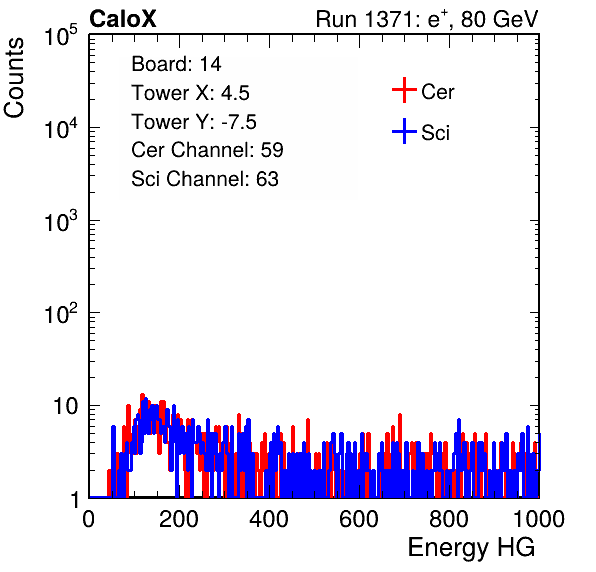 CaloX Run 1371: e⁺, 80 GeV
Counts
10⁵
10⁴
10³
10²
10
1
Board: 14
Tower X: 4.5
Tower Y: -7.5
Cer Channel: 59
Sci Channel: 63
Cer
Sci
0 200 400 600 800 1000
Energy HG